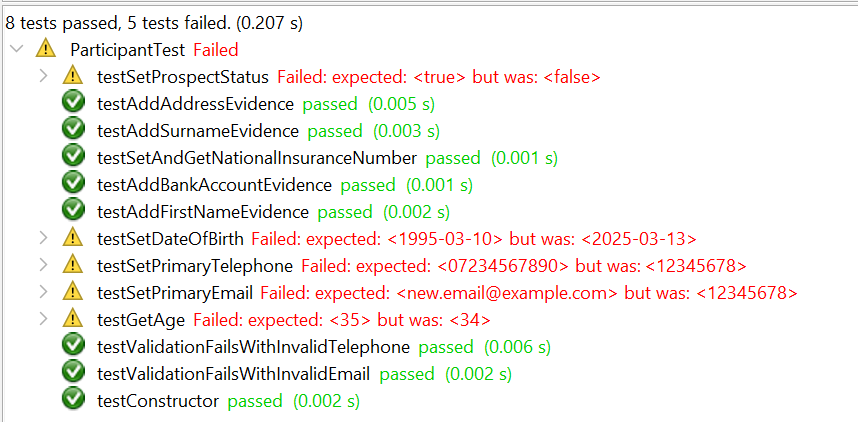 8 tests passed, 5 tests failed. (0.207 s)
ParticipantTest Failed
testSetProspectStatus Failed: expected: <true> but was: <false>
testAddAddressEvidence passed (0.005 s)
testAddSurnameEvidence passed (0.003 s)
testSetAndGetNationalInsuranceNumber passed (0.001 s)
testAddBankAccountEvidence passed (0.001 s)
testAddFirstNameEvidence passed (0.002 s)
testSetDateOfBirth Failed: expected: <1995-03-10> but was: <2025-03-13>
testSetPrimaryTelephone Failed: expected: <07234567890> but was: <12345678>
testSetPrimaryEmail Failed: expected: <new.email@example.com> but was: <12345678>
testGetAge Failed: expected: <35> but was: <34>
testValidationFailsWithInvalidTelephone passed (0.006 s)
testValidationFailsWithInvalidEmail passed (0.002 s)
testConstructor passed (0.002 s)